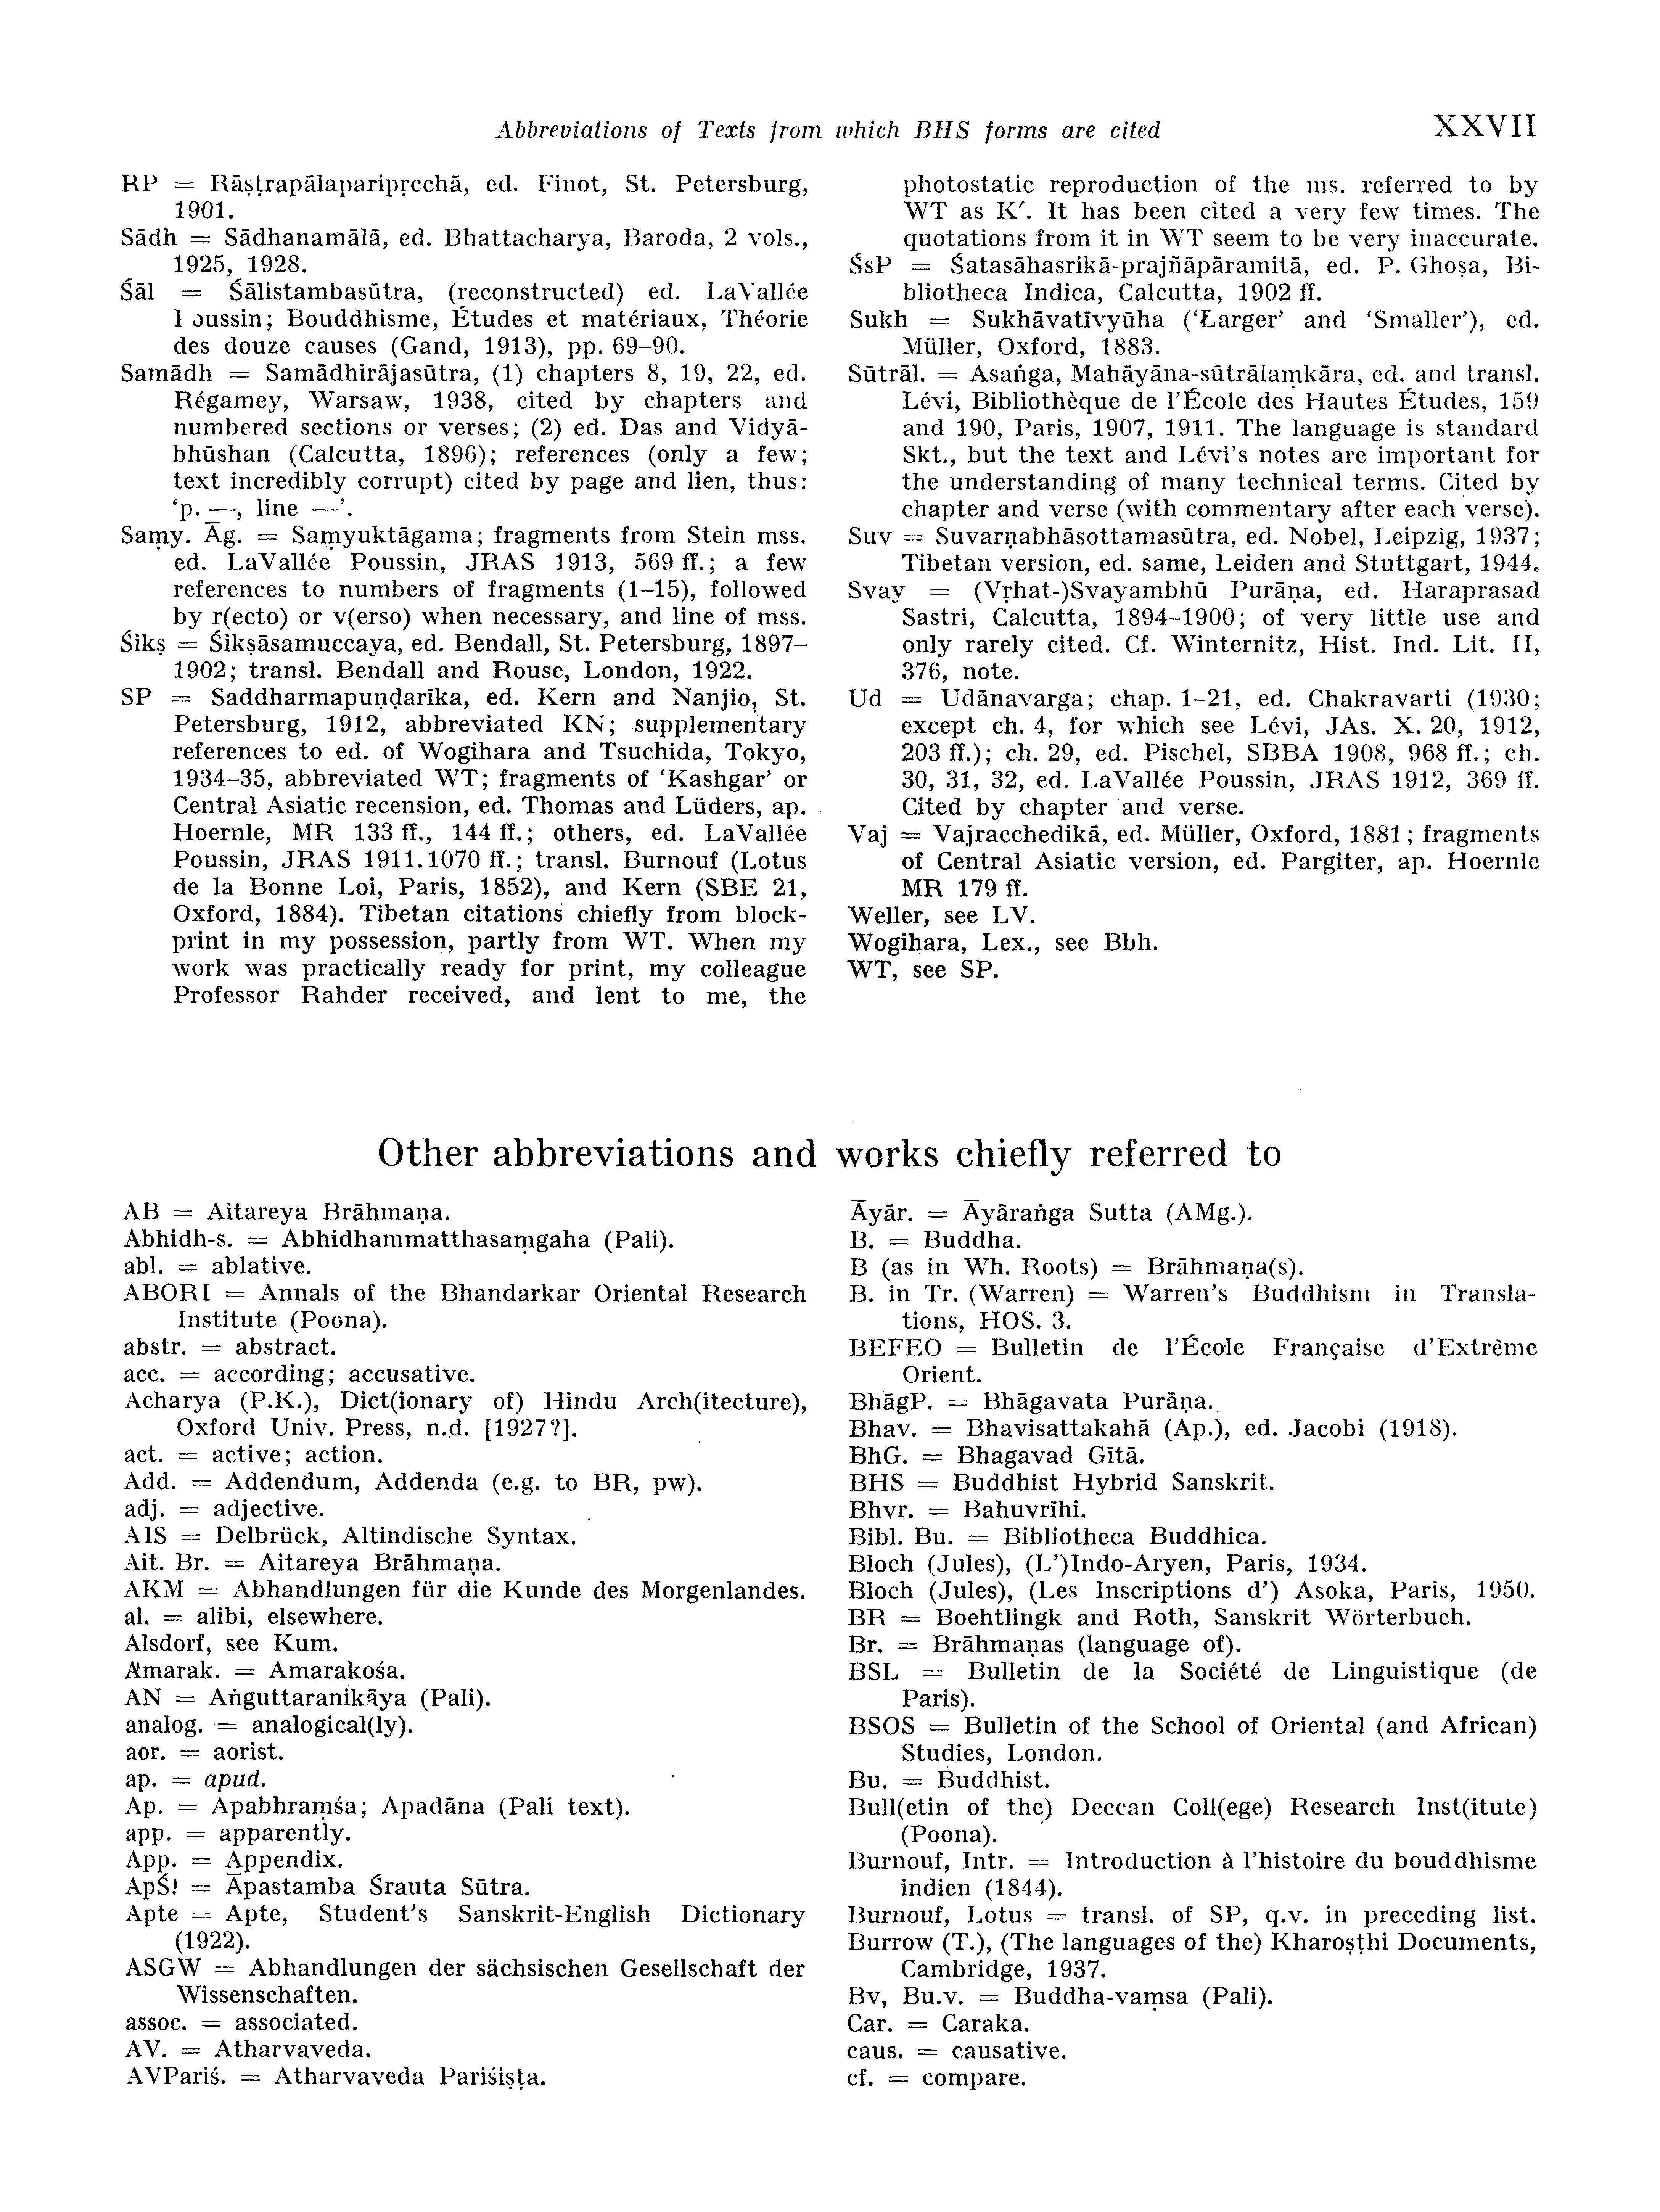 Abbreviations of Texts from which BHS forms are cited
XXVII
RP = Rāṣṭrapālaparipṛcchā, ed. Finot, St. Petersburg,
1901.
Sādh = Sādhanamālā, ed. Bhattacharya, Baroda, 2 vols.,
1925, 1928.
Śāl = Śālistambasūtra, (reconstructed) ed. LaVallée
Poussin; Bouddhisme, Études et matériaux, Théorie
des douze causes (Gand, 1913), pp. 69–90.
Samādh = Samādhirājasūtra, (1) chapters 8, 19, 22, ed.
Régamey, Warsaw, 1938, cited by chapters and
numbered sections or verses; (2) ed. Das and Vidyā-
bhūshan (Calcutta, 1896); references (only a few;
text incredibly corrupt) cited by page and lien, thus:
‘p. —, line —’.
Saṃy. Āg. = Saṃyuktāgama; fragments from Stein mss.
ed. LaVallée Poussin, JRAS 1913, 569 ff.; a few
references to numbers of fragments (1–15), followed
by r(ecto) or v(erso) when necessary, and line of mss.
Śikṣ = Śikṣāsamuccaya, ed. Bendall, St. Petersburg, 1897–
1902; transl. Bendall and Rouse, London, 1922.
SP = Saddharmapuṇḍarīka, ed. Kern and Nanjio, St.
Petersburg, 1912, abbreviated KN; supplementary
references to ed. of Wogihara and Tsuchida, Tokyo,
1934–35, abbreviated WT; fragments of ‘Kashgar’ or
Central Asiatic recension, ed. Thomas and Lüders, ap.
Hoernle, MR 133 ff., 144 ff.; others, ed. LaVallée
Poussin, JRAS 1911.1070 ff.; transl. Burnouf (Lotus
de la Bonne Loi, Paris, 1852), and Kern (SBE 21,
Oxford, 1884). Tibetan citations chiefly from block-
print in my possession, partly from WT. When my
work was practically ready for print, my colleague
Professor Rahder received, and lent to me, the
photostatic reproduction of the ms. referred to by
WT as K′. It has been cited a very few times. The
quotations from it in WT seem to be very inaccurate.
ŚsP = Śatasāhasrikā-prajñāpāramitā, ed. P. Ghoṣa, Bi-
bliotheca Indica, Calcutta, 1902 ff.
Sukh = Sukhāvatīvyūha (‘Larger’ and ‘Smaller’), ed.
Müller, Oxford, 1883.
Sūtrāl. = Asaṅga, Mahāyāna-sūtrālaṃkāra, ed. and transl.
Lévi, Bibliothèque de l’École des Hautes Études, 159
and 190, Paris, 1907, 1911. The language is standard
Skt., but the text and Lévi’s notes are important for
the understanding of many technical terms. Cited by
chapter and verse (with commentary after each verse).
Suv = Suvarṇabhāsottamasūtra, ed. Nobel, Leipzig, 1937;
Tibetan version, ed. same, Leiden and Stuttgart, 1944.
Svay = (Vṛhat-)Svayambhū Purāṇa, ed. Haraprasad
Sastri, Calcutta, 1894–1900; of very little use and
only rarely cited. Cf. Winternitz, Hist. Ind. Lit. II,
376, note.
Ud = Udānavarga; chap. 1–21, ed. Chakravarti (1930;
except ch. 4, for which see Lévi, JAs. X. 20, 1912,
203 ff.); ch. 29, ed. Pischel, SBBA 1908, 968 ff.; ch.
30, 31, 32, ed. LaVallée Poussin, JRAS 1912, 369 ff.
Cited by chapter and verse.
Vaj = Vajracchedikā, ed. Müller, Oxford, 1881; fragments
of Central Asiatic version, ed. Pargiter, ap. Hoernle
MR 179 ff.
Weller, see LV.
Wogihara, Lex., see Bbh.
WT, see SP.
Other abbreviations and works chiefly referred to
AB = Aitareya Brāhmaṇa.
Abhidh-s. = Abhidhammatthasaṃgaha (Pali).
abl. = ablative.
ABORI = Annals of the Bhandarkar Oriental Research
Institute (Poona).
abstr. = abstract.
acc. = according; accusative.
Acharya (P.K.), Dict(ionary of) Hindu Arch(itecture),
Oxford Univ. Press, n.d. [1927?].
act. = active; action.
Add. = Addendum, Addenda (e.g. to BR, pw).
adj. = adjective.
AIS = Delbrück, Altindische Syntax.
Ait. Br. = Aitareya Brāhmaṇa.
AKM = Abhandlungen für die Kunde des Morgenlandes.
al. = alibi, elsewhere.
Alsdorf, see Kum.
Amarak. = Amarakośa.
AN = Aṅguttaranikāya (Pali).
analog. = analogical(ly).
aor. = aorist.
ap. = apud.
Ap. = Apabhraṃśa; Apadāna (Pali text).
app. = apparently.
App. = Appendix.
ApŚ! = Āpastamba Śrauta Sūtra.
Apte = Apte, Student’s Sanskrit-English Dictionary
(1922).
ASGW = Abhandlungen der sächsischen Gesellschaft der
Wissenschaften.
assoc. = associated.
AV. = Atharvaveda.
AVPariś. = Atharvaveda Pariśiṣṭa.
Āyār. = Āyāraṅga Sutta (AMg.).
B. = Buddha.
B (as in Wh. Roots) = Brāhmaṇa(s).
B. in Tr. (Warren) = Warren’s Buddhism in Transla-
tions, HOS. 3.
BEFEO = Bulletin de l’École Française d’Extrême
Orient.
BhāgP. = Bhāgavata Purāṇa.
Bhav. = Bhavisattakahā (Ap.), ed. Jacobi (1918).
BhG. = Bhagavad Gītā.
BHS = Buddhist Hybrid Sanskrit.
Bhvr. = Bahuvrīhi.
Bibl. Bu. = Bibliotheca Buddhica.
Bloch (Jules), (L’)Indo-Aryen, Paris, 1934.
Bloch (Jules), (Les Inscriptions d’) Asoka, Paris, 1950.
BR = Boehtlingk and Roth, Sanskrit Wörterbuch.
Br. = Brāhmaṇas (language of).
BSL = Bulletin de la Société de Linguistique (de
Paris).
BSOS = Bulletin of the School of Oriental (and African)
Studies, London.
Bu. = Buddhist.
Bull(etin of the) Deccan Coll(ege) Research Inst(itute)
(Poona).
Burnouf, Intr. = Introduction à l’histoire du bouddhisme
indien (1844).
Burnouf, Lotus = transl. of SP, q.v. in preceding list.
Burrow (T.), (The languages of the) Kharoṣṭhi Documents,
Cambridge, 1937.
Bv, Bu.v. = Buddha-vaṃsa (Pali).
Car. = Caraka.
caus. = causative.
cf. = compare.